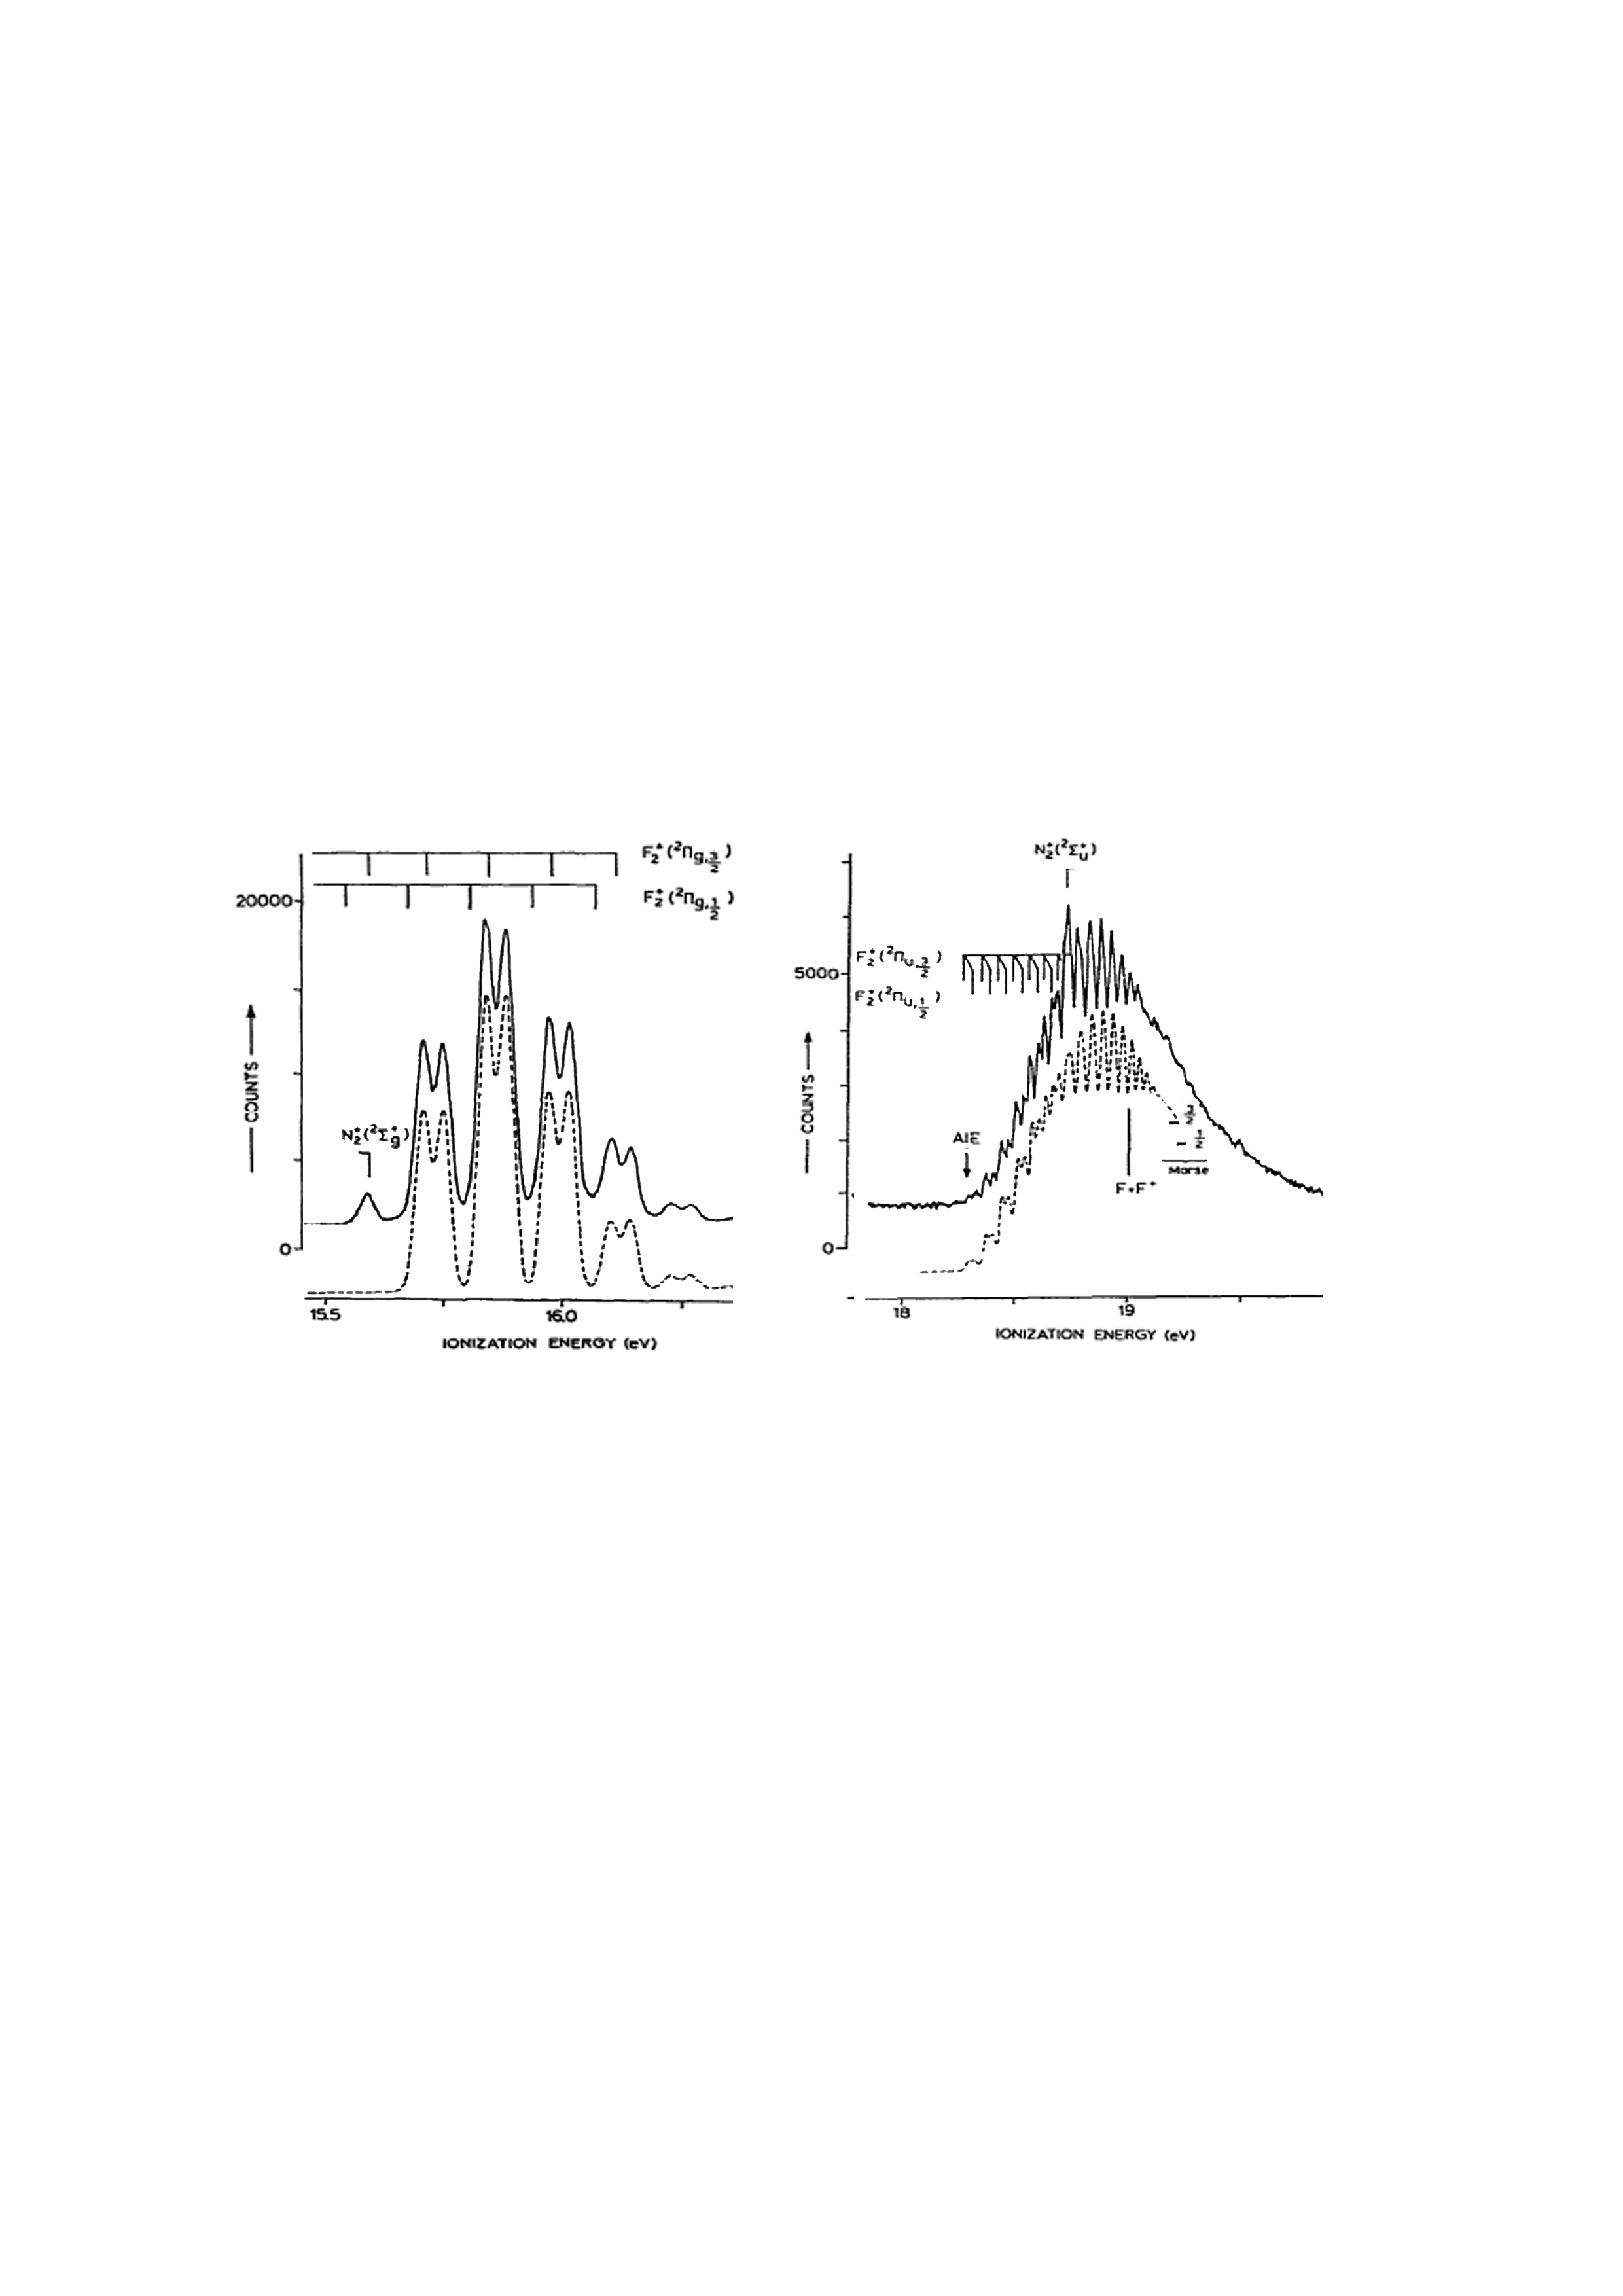 F₂⁺(²Πg,3/2)
F₂⁺(²Πg,1/2)
20000
COUNTS
N₂⁺(²Σg⁺)
0
15.5
16.0
IONIZATION ENERGY (eV)
N₂⁺(²Σu⁺)
F₂⁺(²Πu,3/2)
5000
F₂⁺(²Πu,1/2)
COUNTS
AIE
3/2
1/2
Morse
F+F⁺
0
18
19
IONIZATION ENERGY (eV)